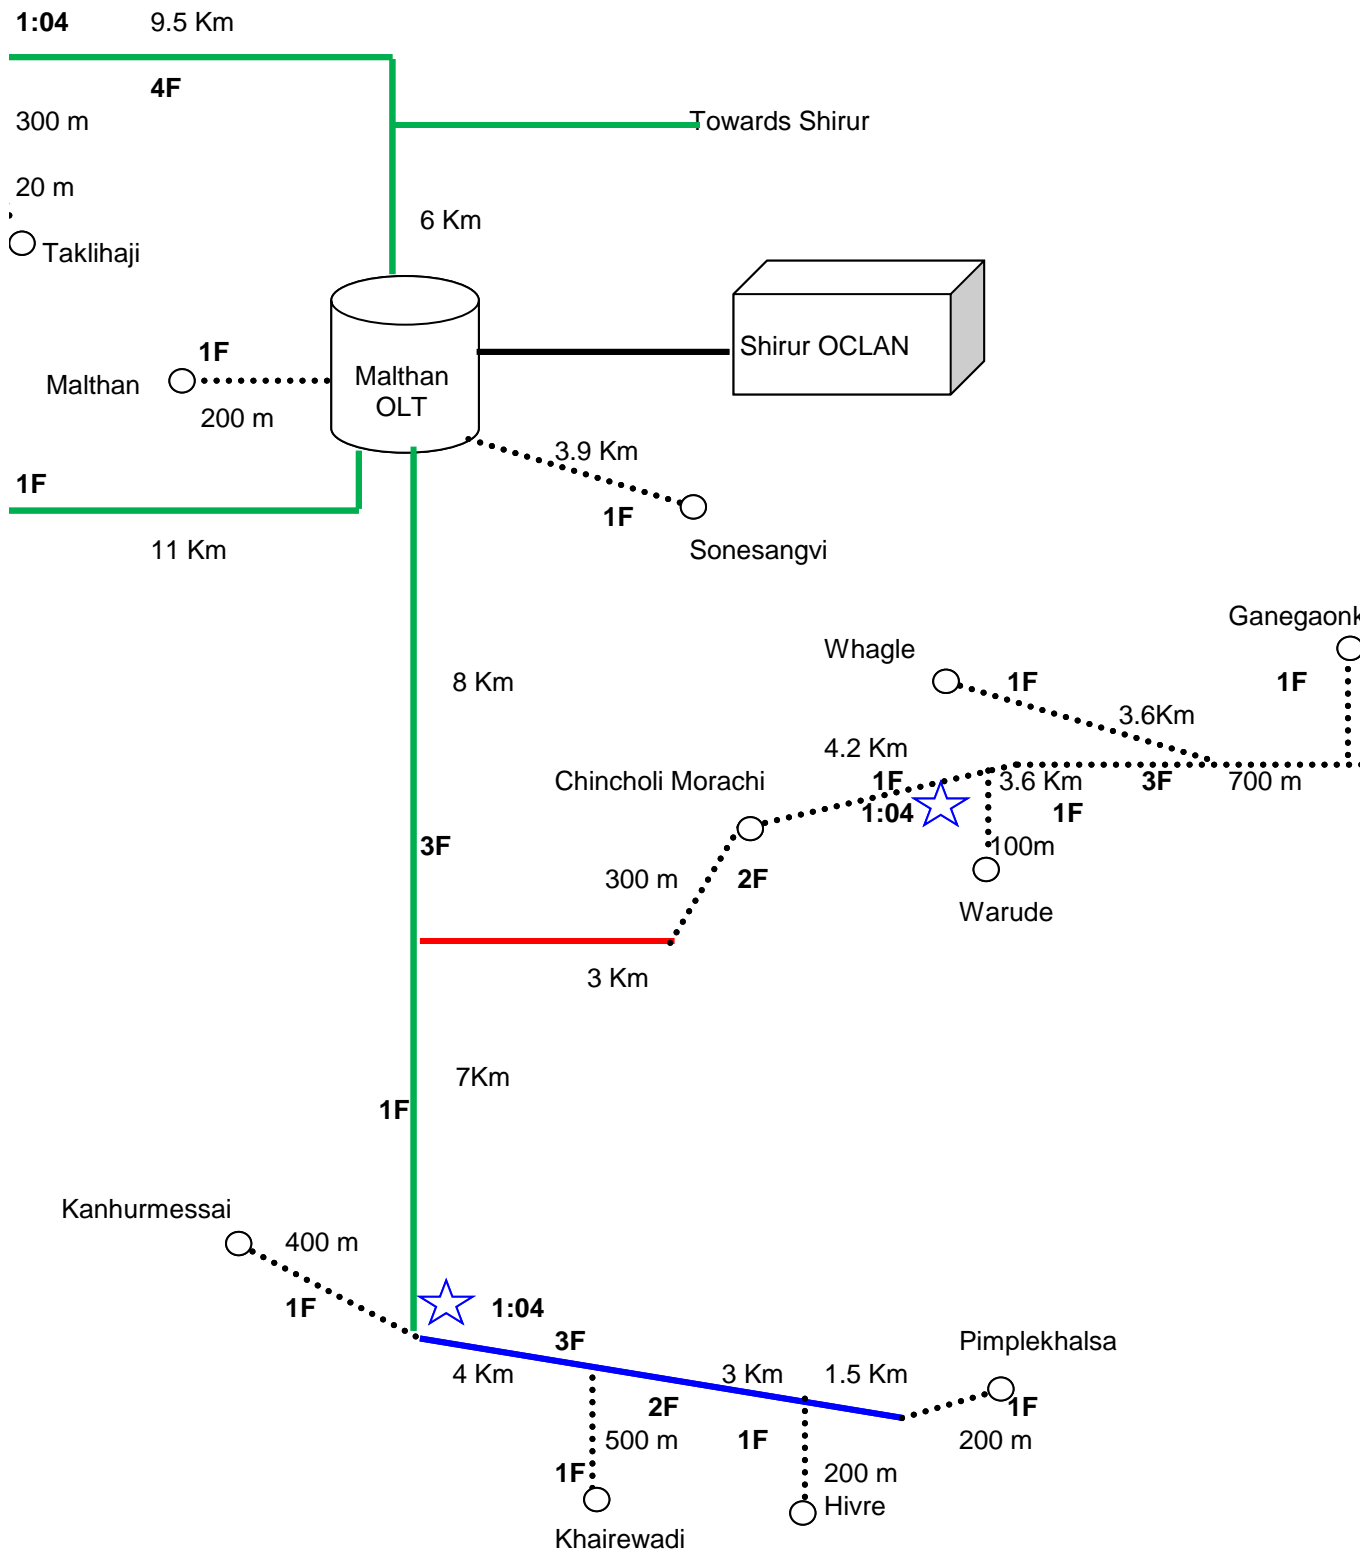 1:04 9.5 Km
4F
300 m
Towards Shirur
20 m
6 Km
Taklihaji
Shirur OCLAN
1F
Malthan
Malthan
OLT
200 m
3.9 Km
1F
1F
11 Km
Sonesangvi
Ganegaonk
Whagle
8 Km
1F
1F
3.6Km
4.2 Km
Chincholi Morachi
1F
3.6 Km
3F
700 m
1:04
1F
3F
100m
300 m
2F
Warude
3 Km
7Km
1F
Kanhurmessai
400 m
1F
1:04
3F
Pimplekhalsa
4 Km
3 Km
1.5 Km
2F
1F
500 m
1F
200 m
1F
200 m
Hivre
Khairewadi